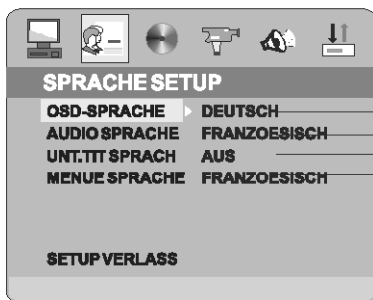 SPRACHE SETUP
OSD-SPRACHE DEUTSCH
AUDIO SPRACHE FRANZOESISCH
UNT.TIT SPRACH AUS
MENUE SPRACHE FRANZOESISCH
SETUP VERLASS